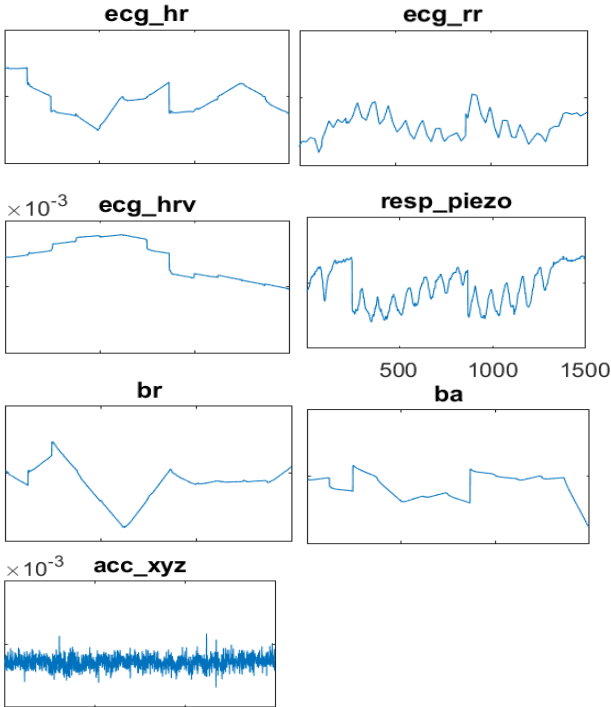 ecg_hr
ecg_rr
×10⁻³
ecg_hrv
resp_piezo
500
1000
1500
br
ba
×10⁻³
acc_xyz